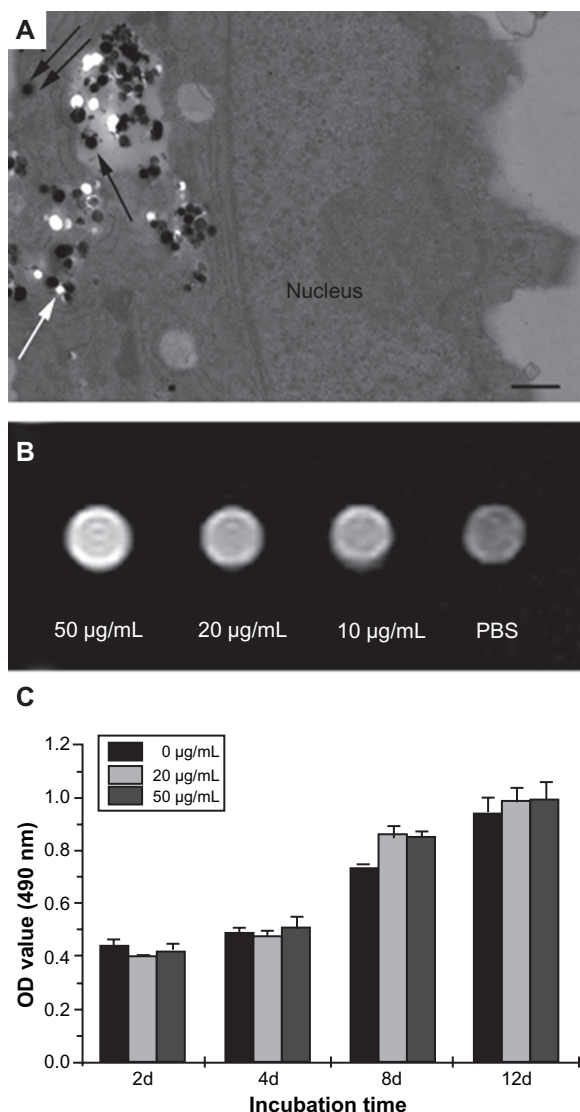 A
Nucleus
B
50 µg/mL 20 µg/mL 10 µg/mL PBS
C
1.2
1.0
0.8
0.6
0.4
0.2
0.0
OD value (490 nm)
0 µg/mL
20 µg/mL
50 µg/mL
2d 4d 8d 12d
Incubation time